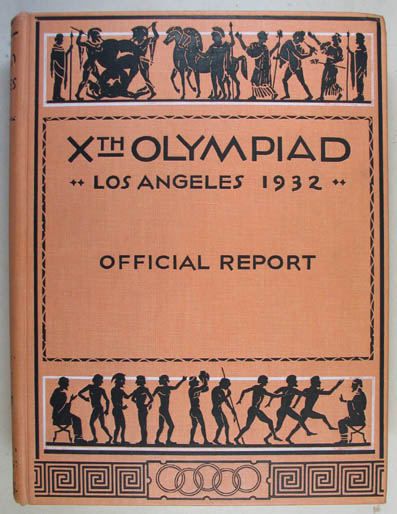 XTH OLYMPIAD
LOS ANGELES 1932
OFFICIAL REPORT